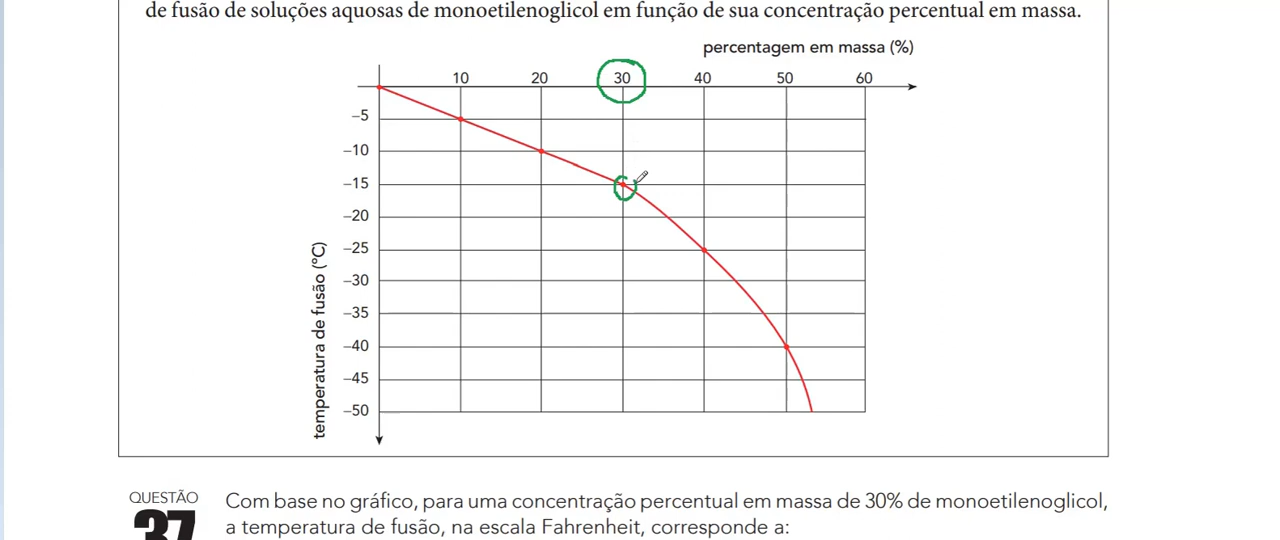 de fusão de soluções aquosas de monoetilenoglicol em função de sua concentração percentual em massa.
percentagem em massa (%)
10 20 30 40 50 60
–5
–10
–15
–20
–25
–30
–35
–40
–45
–50
temperatura de fusão (°C)
QUESTÃO
37
Com base no gráfico, para uma concentração percentual em massa de 30% de monoetilenoglicol,
a temperatura de fusão, na escala Fahrenheit, corresponde a: